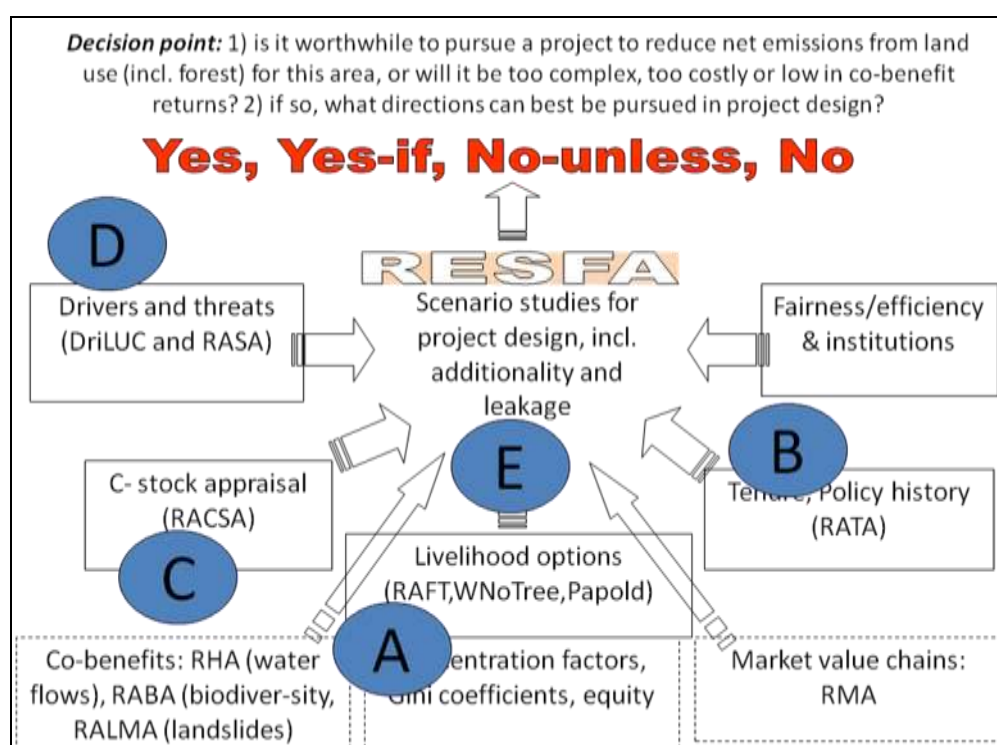 Decision point: 1) is it worthwhile to pursue a project to reduce net emissions from land
use (incl. forest) for this area, or will it be too complex, too costly or low in co-benefit
returns? 2) if so, what directions can best be pursued in project design?
Yes, Yes-if, No-unless, No
RESFA
D
Drivers and threats
(DriLUC and RASA)
Scenario studies for
project design, incl.
additionality and
leakage
Fairness/efficiency
& institutions
E
B
C- stock appraisal
(RACSA)
C
Policy history
(RATA)
Livelihood options
(RAFT,WNoTree,Papold)
A
Co-benefits: RHA (water
flows), RABA (biodiver-sity,
RALMA (landslides)
factors,
coefficients, equity
Market value chains:
RMA